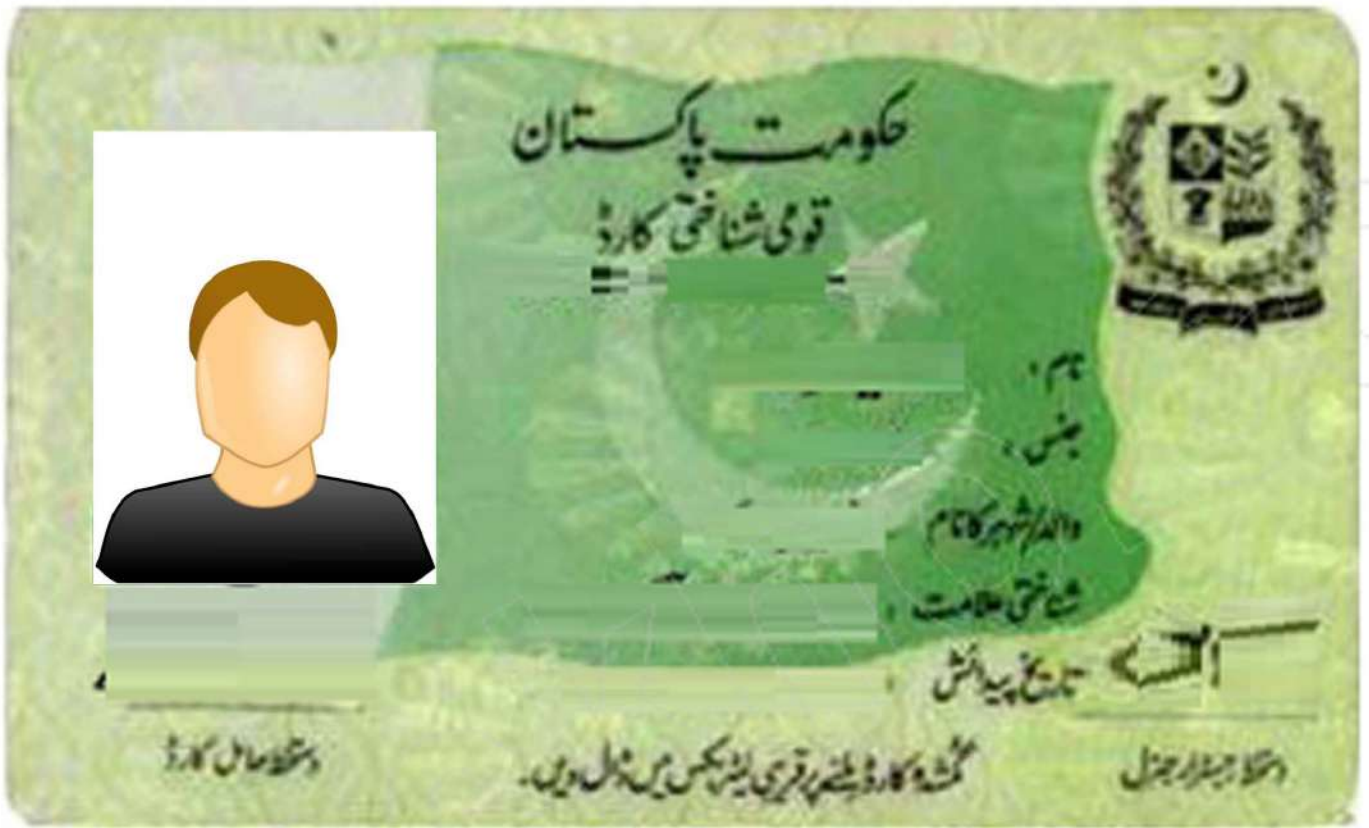 حکومت پاکستان
قومی شناختی کارڈ
نام :
جنس :
والد/شوہر کا نام
شناختی علامت :
تاریخ پیدائش :
دستخط حامل کارڈ
گمشدہ کارڈ ملنے پر قریبی لیٹر بکس میں ڈال دیں۔
دستخط رجسٹرار جنرل